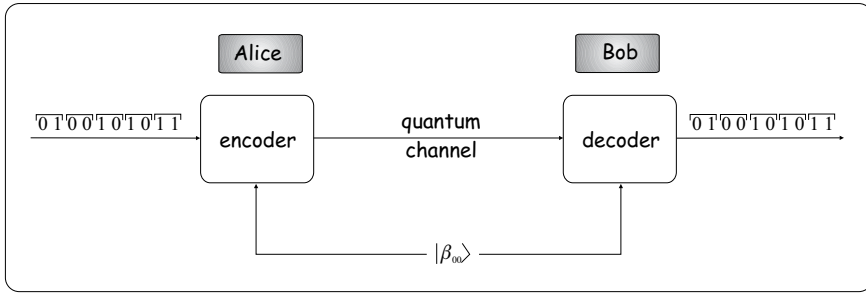 Alice Bob
01 00 10 10 11 encoder quantum channel decoder 01 00 10 10 11
|β₀₀⟩